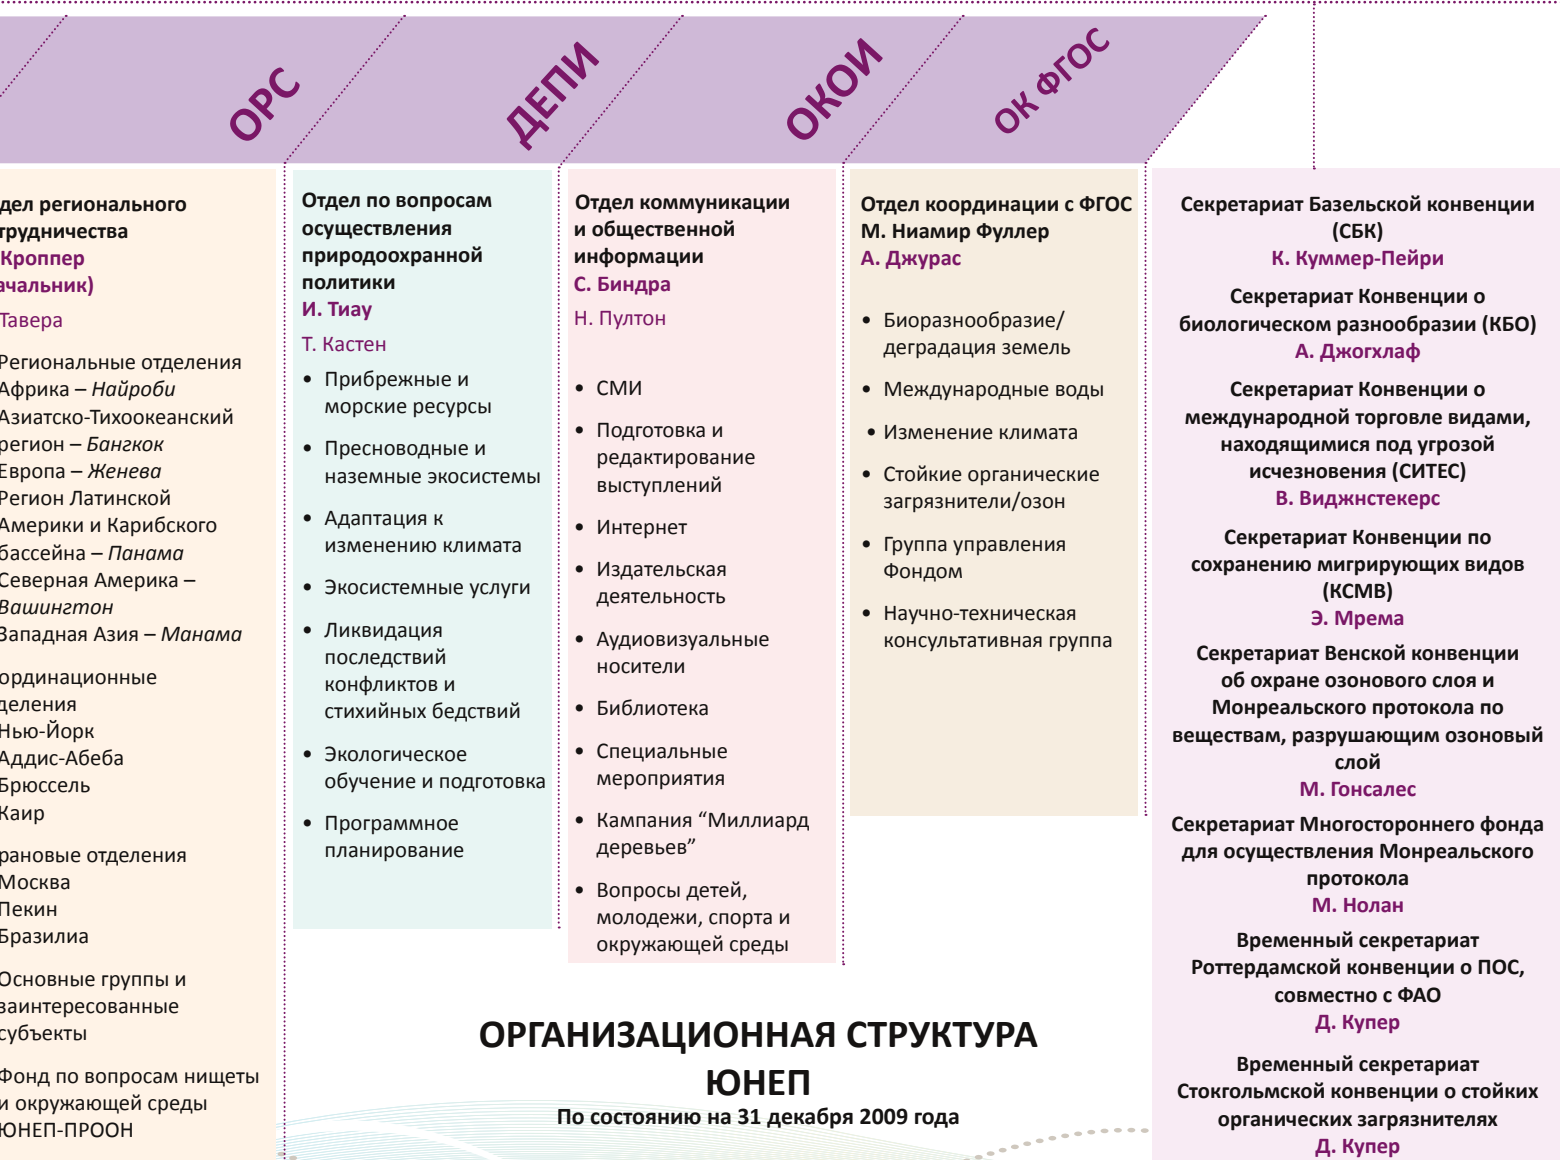 ОРС
ДЕПИ
ОКОИ
ОК ФГОС
дел регионального
трудничества
Кроппер
ачальник)
Тавера
Региональные отделения
Африка – Найроби
Азиатско-Тихоокеанский
регион – Бангкок
Европа – Женева
Регион Латинской
Америки и Карибского
бассейна – Панама
Северная Америка –
Вашингтон
Западная Азия – Манама
ординационные
деления
Нью-Йорк
Аддис-Абеба
Брюссель
Каир
рановые отделения
Москва
Пекин
Бразилиа
Основные группы и
заинтересованные
субъекты
Фонд по вопросам нищеты
и окружающей среды
ЮНЕП-ПРООН
Отдел по вопросам
осуществления
природоохранной
политики
И. Тиау
Т. Кастен
• Прибрежные и
морские ресурсы
• Пресноводные и
наземные экосистемы
• Адаптация к
изменению климата
• Экосистемные услуги
• Ликвидация
последствий
конфликтов и
стихийных бедствий
• Экологическое
обучение и подготовка
• Программное
планирование
Отдел коммуникации
и общественной
информации
С. Биндра
Н. Пултон
• СМИ
• Подготовка и
редактирование
выступлений
• Интернет
• Издательская
деятельность
• Аудиовизуальные
носители
• Библиотека
• Специальные
мероприятия
• Кампания “Миллиард
деревьев”
• Вопросы детей,
молодежи, спорта и
окружающей среды
Отдел координации с ФГОС
М. Ниамир Фуллер
А. Джурас
• Биоразнообразие/
деградация земель
• Международные воды
• Изменение климата
• Стойкие органические
загрязнители/озон
• Группа управления
Фондом
• Научно-техническая
консультативная группа
Секретариат Базельской конвенции
(СБК)
К. Куммер-Пейри
Секретариат Конвенции о
биологическом разнообразии (КБО)
А. Джогхлаф
Секретариат Конвенции о
международной торговле видами,
находящимися под угрозой
исчезновения (СИТЕС)
В. Виджнстекерс
Секретариат Конвенции по
сохранению мигрирующих видов
(КСМВ)
Э. Мрема
Секретариат Венской конвенции
об охране озонового слоя и
Монреальского протокола по
веществам, разрушающим озоновый
слой
М. Гонсалес
Секретариат Многостороннего фонда
для осуществления Монреальского
протокола
М. Нолан
Временный секретариат
Роттердамской конвенции о ПОС,
совместно с ФАО
Д. Купер
Временный секретариат
Стокгольмской конвенции о стойких
органических загрязнителях
Д. Купер
ОРГАНИЗАЦИОННАЯ СТРУКТУРА
ЮНЕП
По состоянию на 31 декабря 2009 года